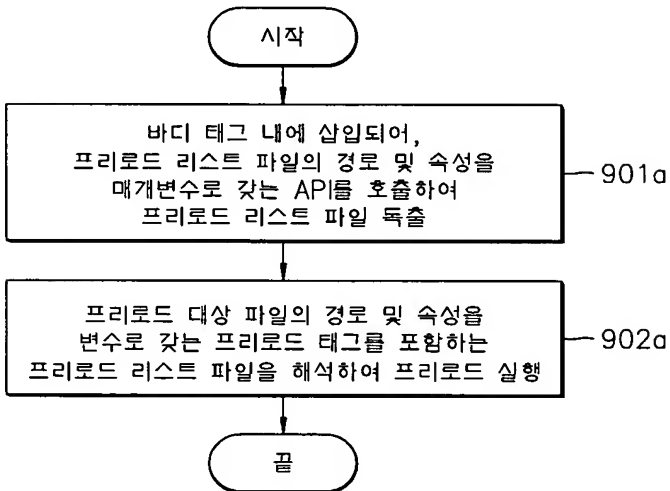 시작
바디 태그 내에 삽입되어,
프리로드 리스트 파일의 경로 및 속성을
매개변수로 갖는 API를 호출하여
프리로드 리스트 파일 독출
901a
프리로드 대상 파일의 경로 및 속성을
변수로 갖는 프리로드 태그를 포함하는
프리로드 리스트 파일을 해석하여 프리로드 실행
902a
끝